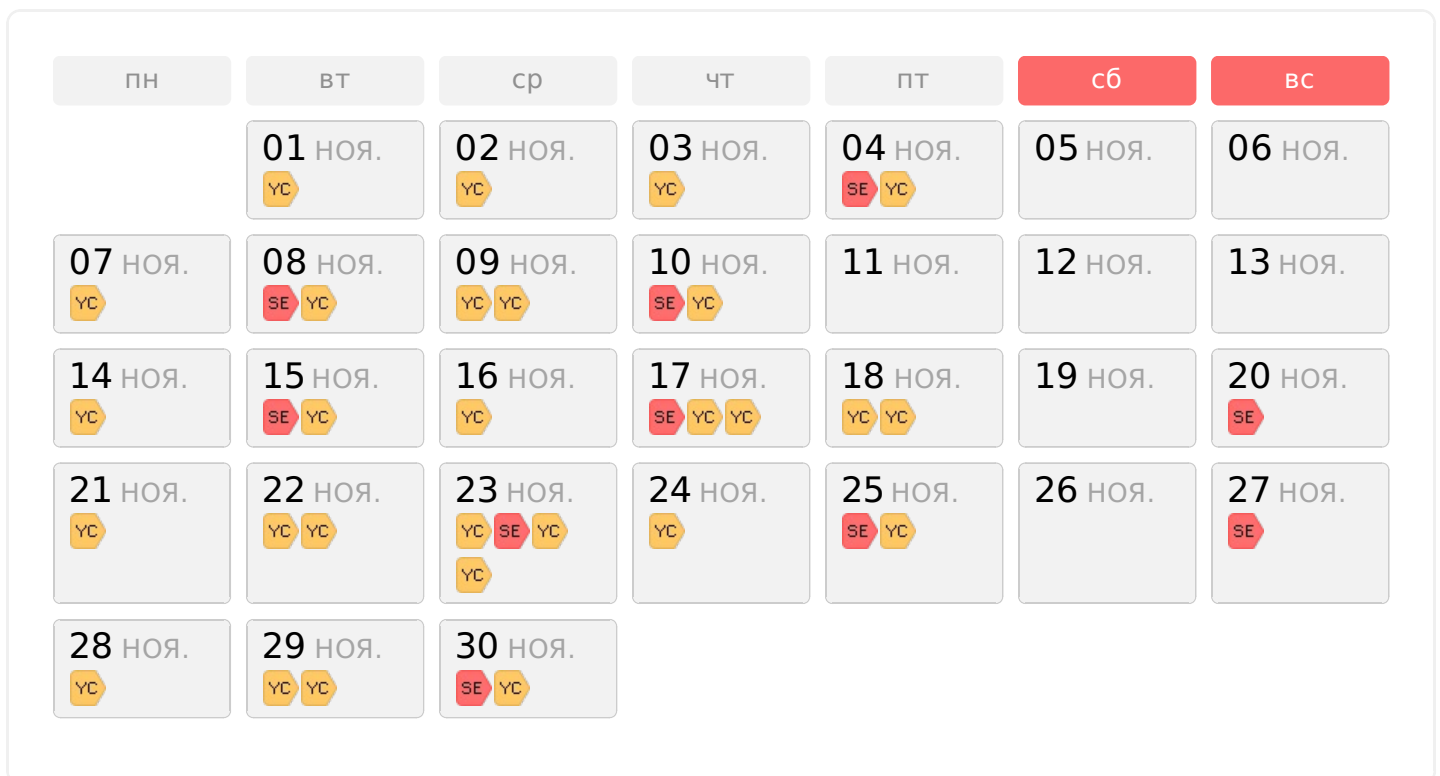 пн вт ср чт пт сб вс
01 ноя. 02 ноя. 03 ноя. 04 ноя. 05 ноя. 06 ноя.
YC YC YC SE YC
07 ноя. 08 ноя. 09 ноя. 10 ноя. 11 ноя. 12 ноя. 13 ноя.
YC SE YC YC YC SE YC
14 ноя. 15 ноя. 16 ноя. 17 ноя. 18 ноя. 19 ноя. 20 ноя.
YC SE YC YC SE YC YC YC YC SE
21 ноя. 22 ноя. 23 ноя. 24 ноя. 25 ноя. 26 ноя. 27 ноя.
YC YC YC YC SE YC YC SE YC SE
YC
28 ноя. 29 ноя. 30 ноя.
YC YC YC SE YC